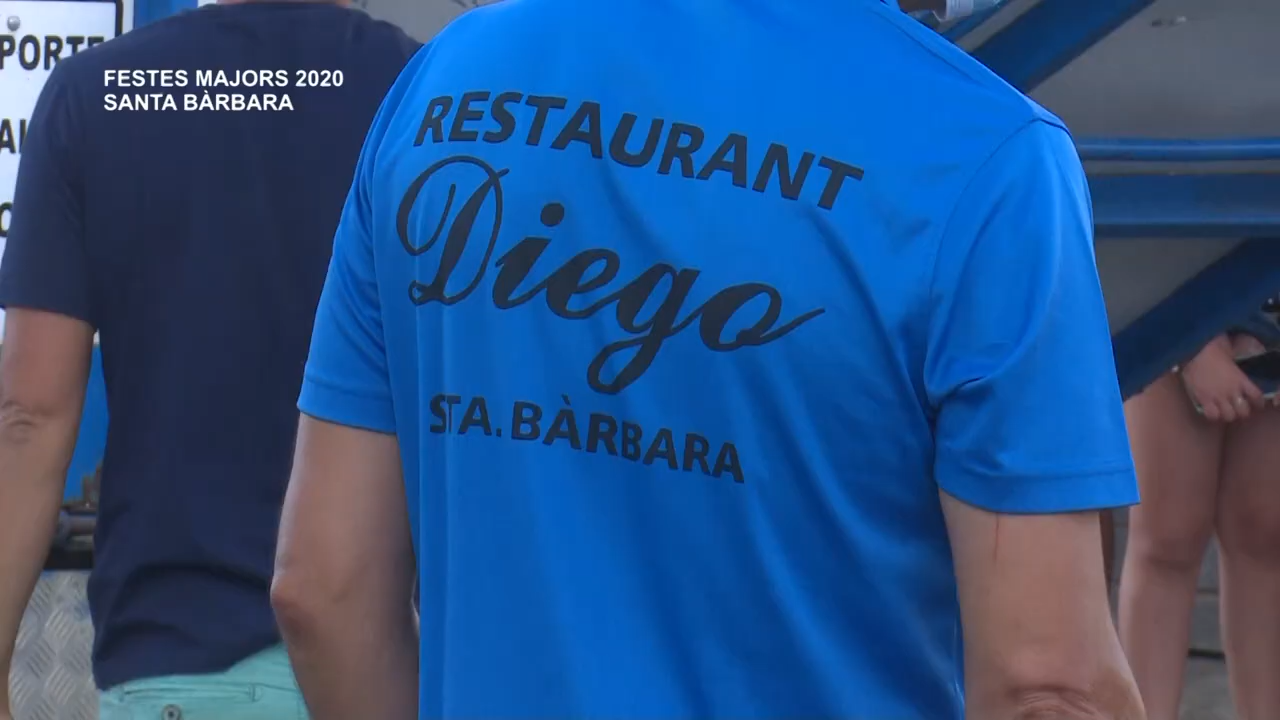 FESTES MAJORS 2020
SANTA BÀRBARA
RESTAURANT
Diego
STA. BÀRBARA